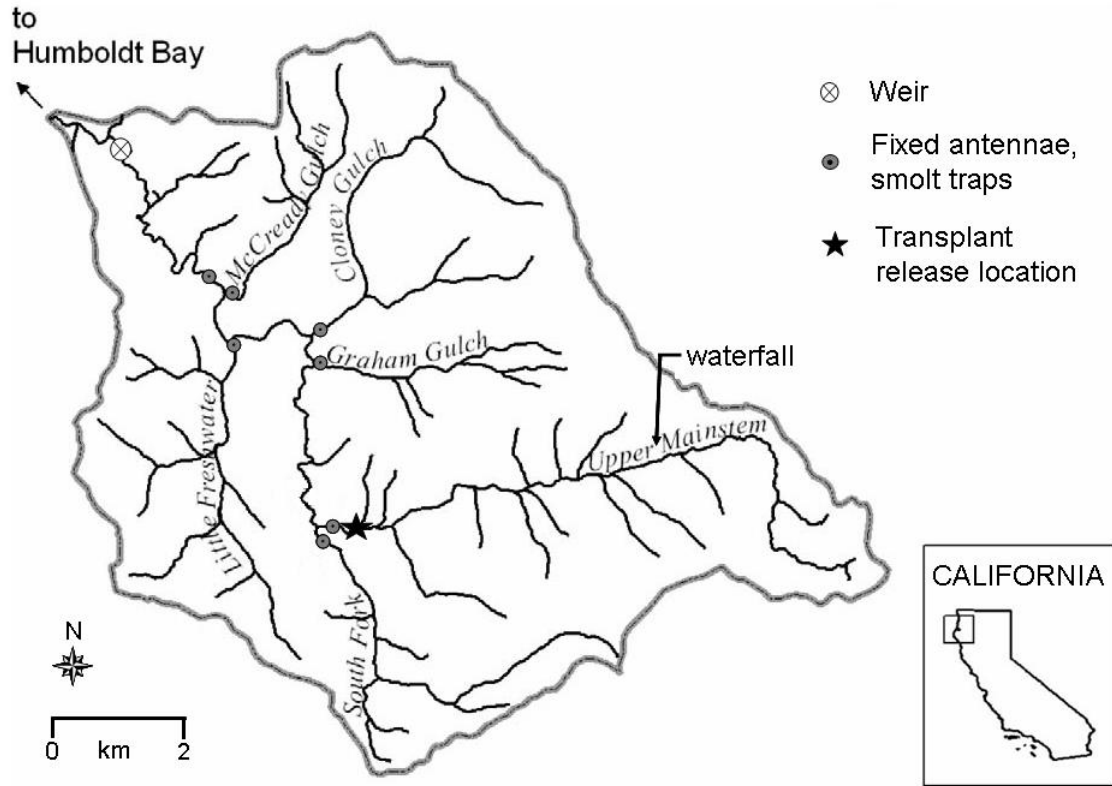 to
Humboldt Bay
Weir
Fixed antennae,
smolt traps
Transplant
release location
McCready Gulch
Cloney Gulch
Graham Gulch
waterfall
Upper Mainstem
Little Freshwater
South Fork
N
0 km 2
CALIFORNIA